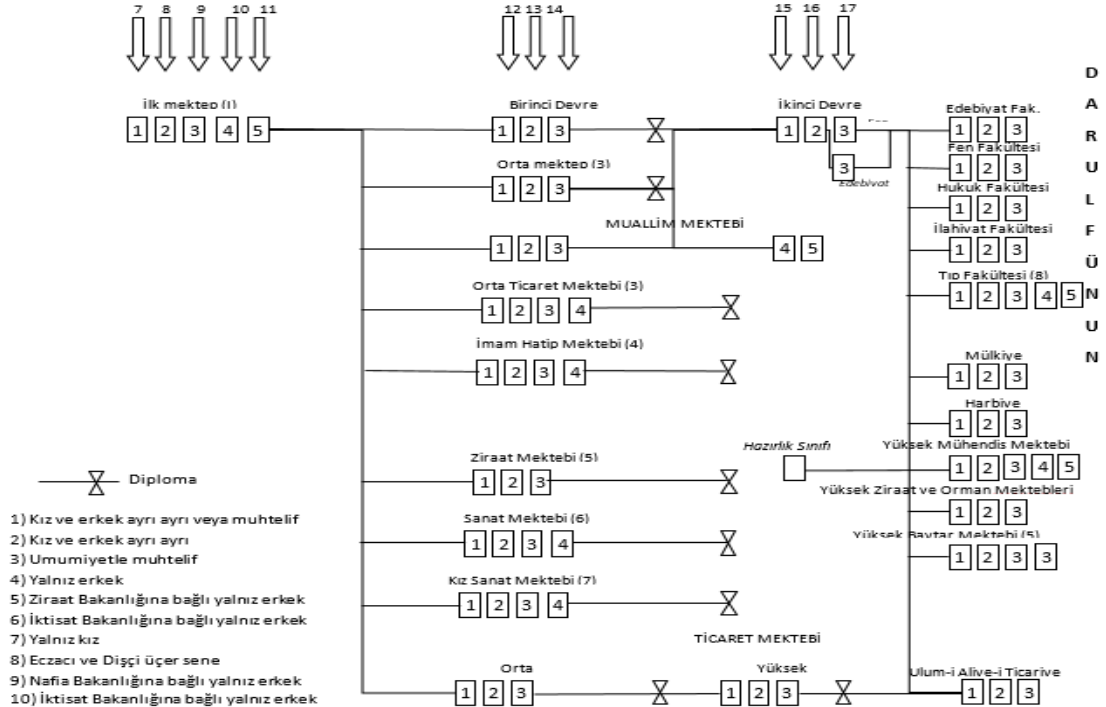 7 8 9 10 11 12 13 14 15 16 17
İlk mektep (1) Birinci Devre İkinci Devre Edebiyat Fak.
1 2 3 4 5 1 2 3 1 2 3 1 2 3
Orta mektep (3) 3 Fen Fakültesi
1 2 3 Edebiyat 1 2 3
Hukuk Fakültesi
1 2 3
MUALLİM MEKTEBİ İlahiyat Fakültesi
1 2 3 4 5 1 2 3
Orta Ticaret Mektebi (3) Tıp Fakültesi (8)
1 2 3 4 1 2 3 4 5
İmam Hatip Mektebi (4) Mülkiye
1 2 3 4 1 2 3
Harbiye
1 2 3
Hazırlık Sınıfı Yüksek Mühendis Mektebi
1 2 3 4 5
Ziraat Mektebi (5) Yüksek Ziraat ve Orman Mektebleri
1 2 3 1 2 3
Sanat Mektebi (6) Yüksek Baytar Mektebi (5)
1 2 3 4 1 2 3 3
Kız Sanat Mektebi (7)
1 2 3 4
TİCARET MEKTEBİ
Orta Yüksek Ulum-i Alive-i Ticarive
1 2 3 1 2 3 1 2 3
D
A
R
U
L
F
Ü
N
U
N
Diploma
1) Kız ve erkek ayrı ayrı veya muhtelif
2) Kız ve erkek ayrı ayrı
3) Umumiyetle muhtelif
4) Yalnız erkek
5) Ziraat Bakanlığına bağlı yalnız erkek
6) İktisat Bakanlığına bağlı yalnız erkek
7) Yalnız kız
8) Eczacı ve Dişçi üçer sene
9) Nafia Bakanlığına bağlı yalnız erkek
10) İktisat Bakanlığına bağlı yalnız erkek